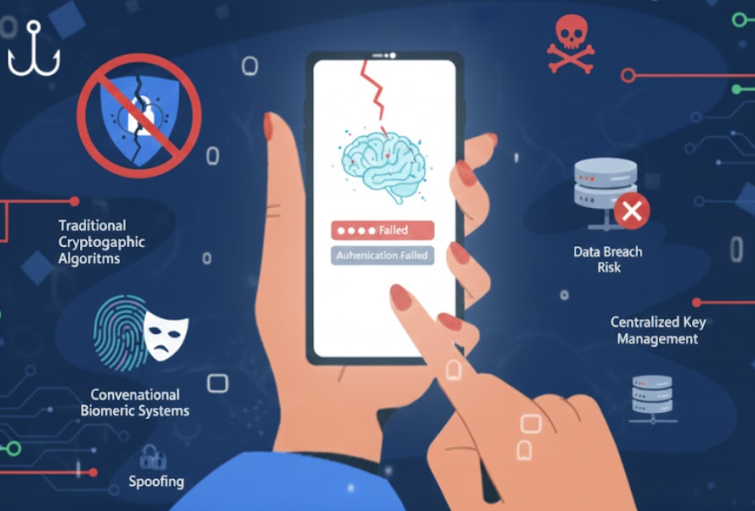 Traditional
Cryptogaphic
Algoritms
Failed
Auhenication Failed
Data Breach
Risk
Centralized Key
Management
Convenational
Biomeric Systems
Spoofing